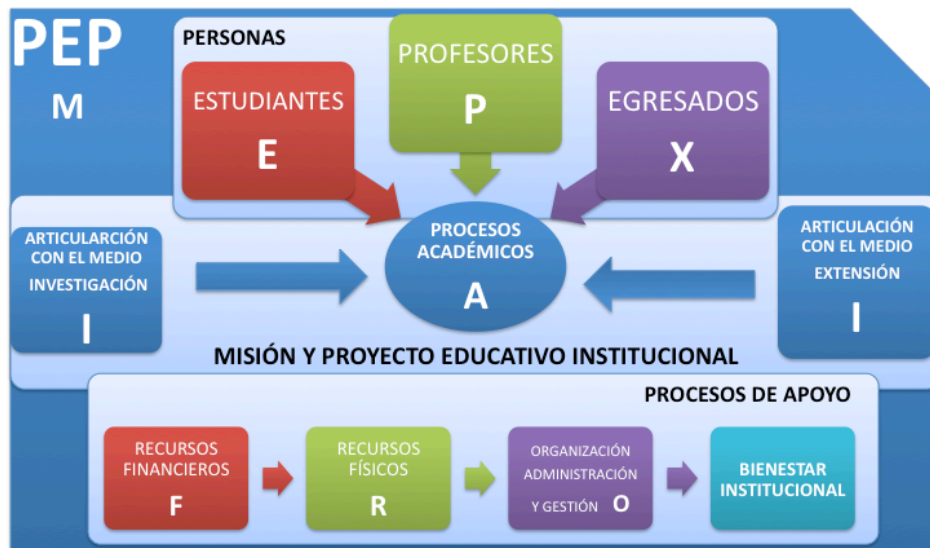 PEP
M
PERSONAS
ESTUDIANTES
E
PROFESORES
P
EGRESADOS
X
ARTICULARCIÓN
CON EL MEDIO
INVESTIGACIÓN
I
PROCESOS
ACADÉMICOS
A
ARTICULACIÓN
CON EL MEDIO
EXTENSIÓN
I
MISIÓN Y PROYECTO EDUCATIVO INSTITUCIONAL
PROCESOS DE APOYO
RECURSOS
FINANCIEROS
F
RECURSOS
FÍSICOS
R
ORGANIZACIÓN
ADMINISTRACIÓN
Y GESTIÓN O
BIENESTAR
INSTITUCIONAL